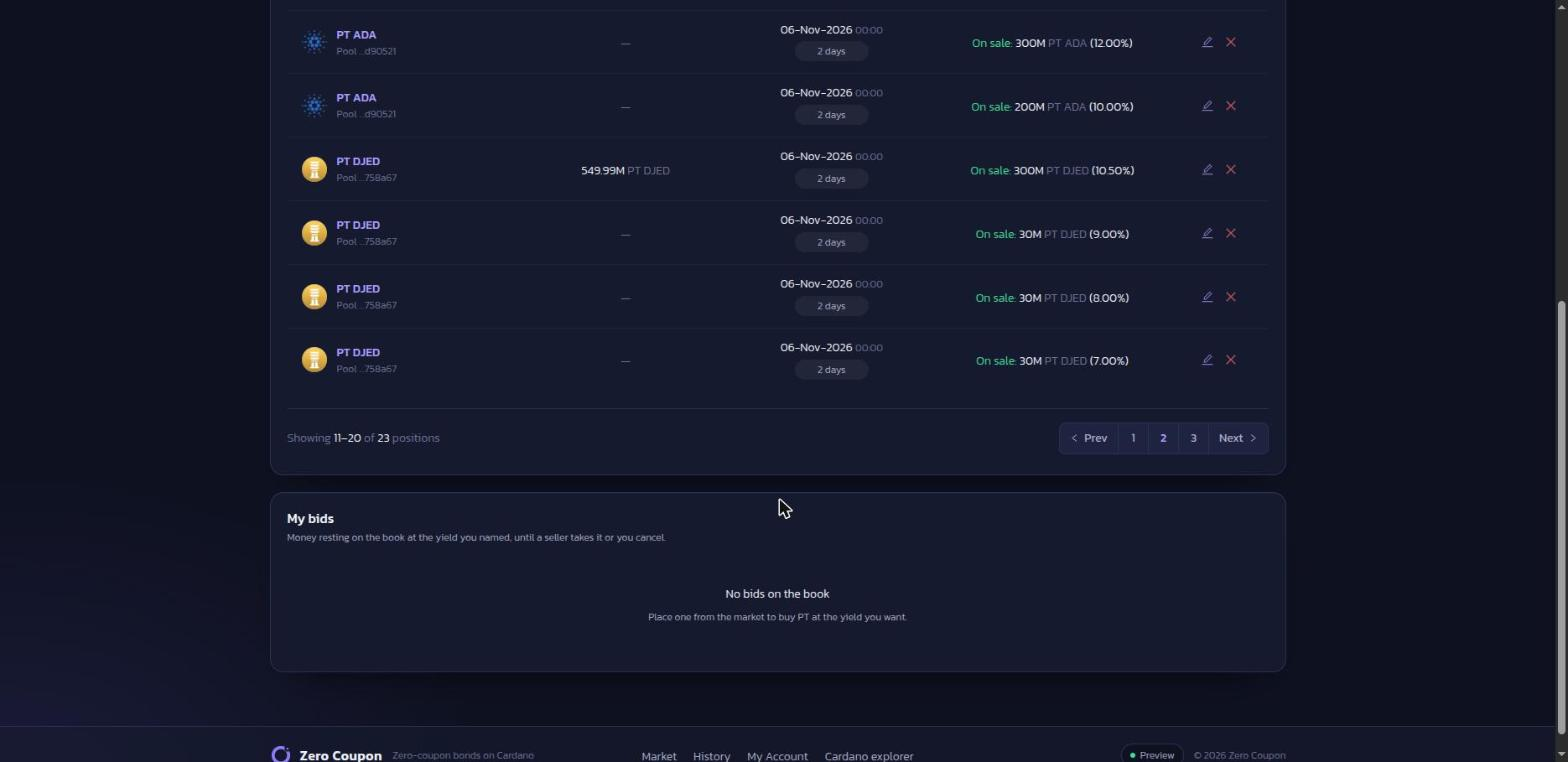 PT ADA
Pool ...d90521
—
06-Nov-2026 00:00
2 days
On sale: 300M PT ADA (12.00%)
PT ADA
Pool ...d90521
—
06-Nov-2026 00:00
2 days
On sale: 200M PT ADA (10.00%)
PT DJED
Pool ...758a67
549.99M PT DJED
06-Nov-2026 00:00
2 days
On sale: 300M PT DJED (10.50%)
PT DJED
Pool ...758a67
—
06-Nov-2026 00:00
2 days
On sale: 30M PT DJED (9.00%)
PT DJED
Pool ...758a67
—
06-Nov-2026 00:00
2 days
On sale: 30M PT DJED (8.00%)
PT DJED
Pool ...758a67
—
06-Nov-2026 00:00
2 days
On sale: 30M PT DJED (7.00%)
Showing 11–20 of 23 positions
Prev 1 2 3 Next
My bids
Money resting on the book at the yield you named, until a seller takes it or you cancel.
No bids on the book
Place one from the market to buy PT at the yield you want.
Zero Coupon Zero-coupon bonds on Cardano Market History My Account Cardano explorer Preview © 2026 Zero Coupon